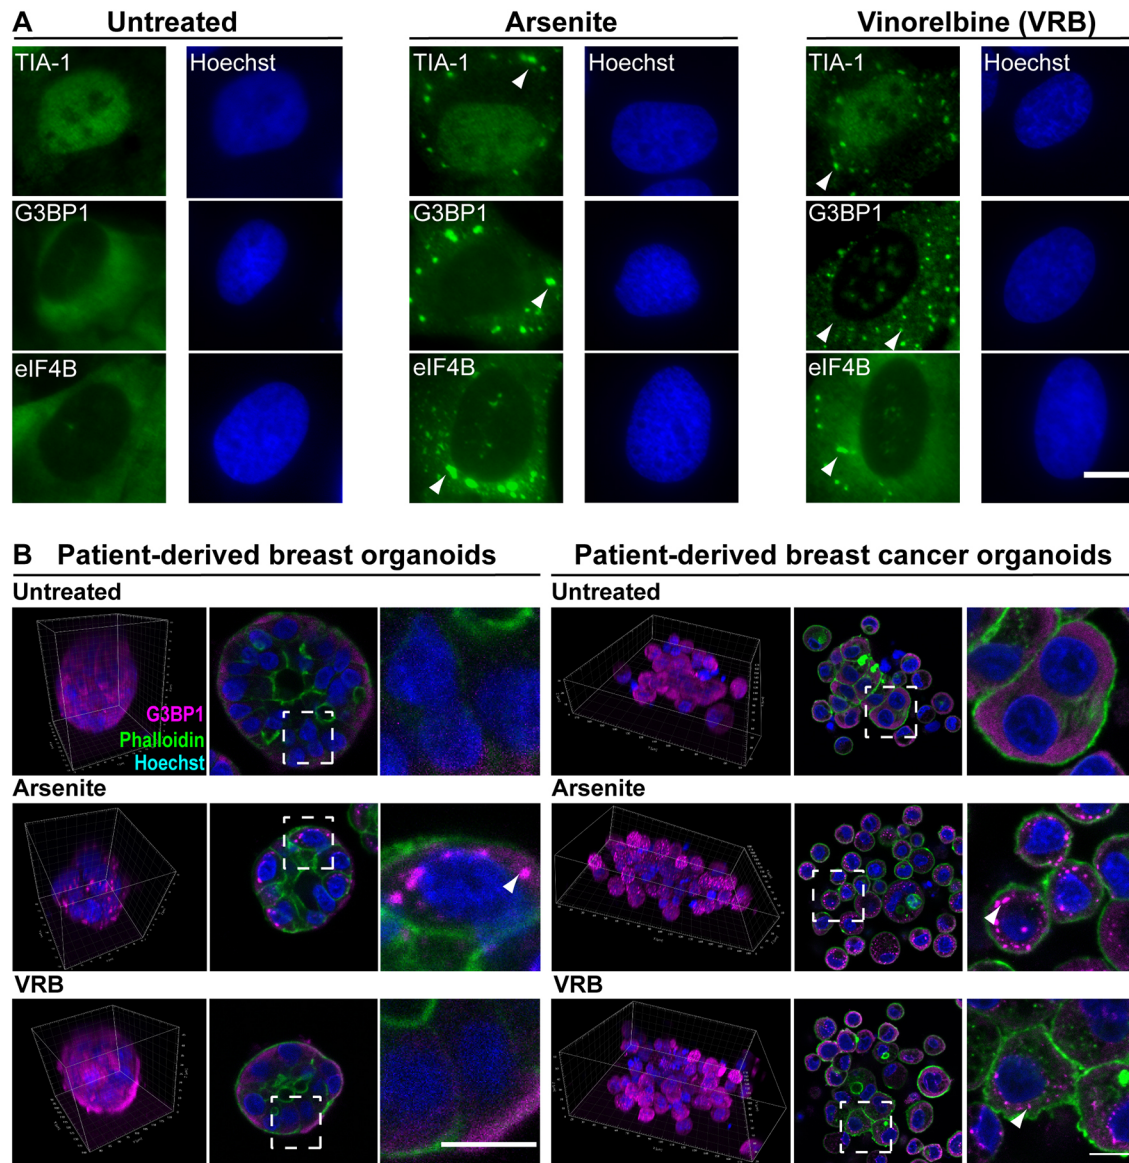 A Untreated Arsenite Vinorelbine (VRB)
TIA-1 Hoechst TIA-1 Hoechst TIA-1 Hoechst
G3BP1 G3BP1 G3BP1
eIF4B eIF4B eIF4B
B Patient-derived breast organoids Patient-derived breast cancer organoids
Untreated Untreated
G3BP1
Phalloidin
Hoechst
Arsenite Arsenite
VRB VRB